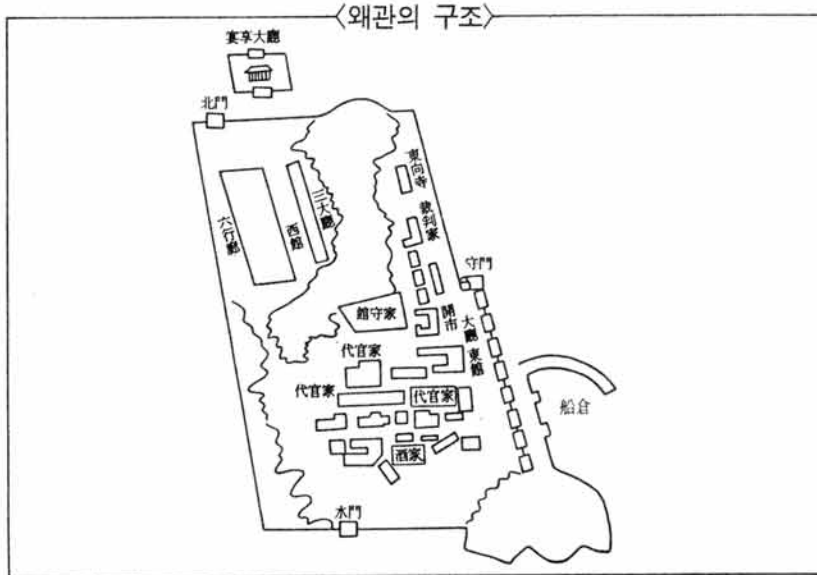 〈왜관의 구조〉
宴享大廳
北門
東向寺
三大廳
裁判家
西館
六行廳
守門
館守家
開市
大廳
東館
代官家
代官家
代官家
船倉
酒家
水門